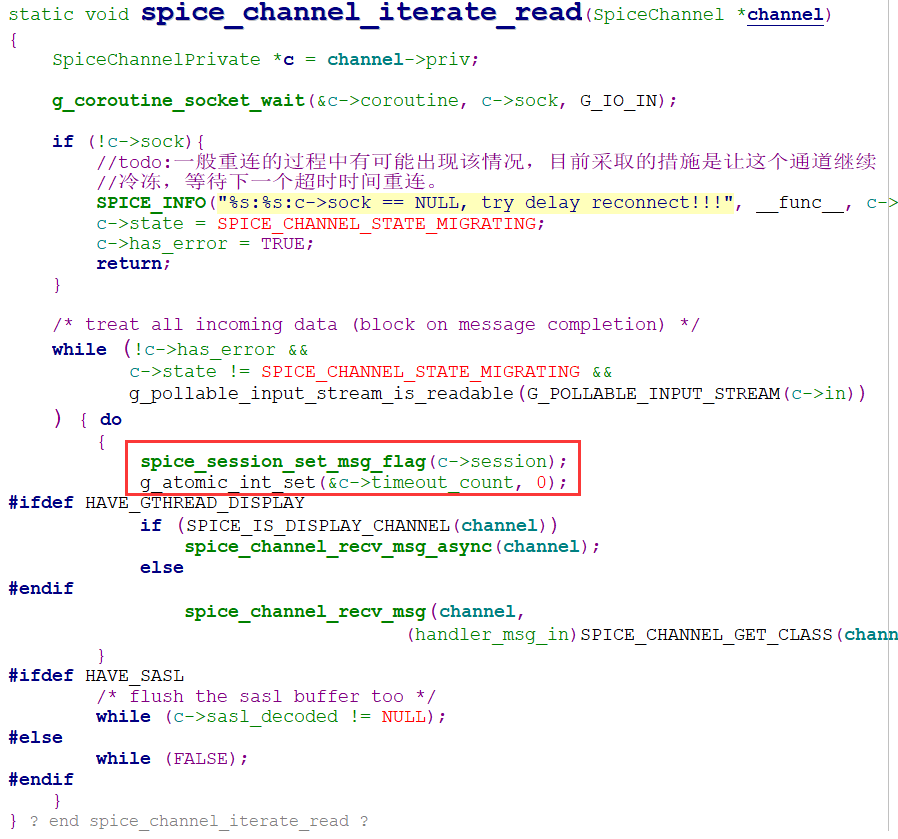 static void spice_channel_iterate_read(SpiceChannel *channel)
{
    SpiceChannelPrivate *c = channel->priv;

    g_coroutine_socket_wait(&c->coroutine, c->sock, G_IO_IN);

    if (!c->sock){
        //todo:一般重连的过程中有可能出现该情况，目前采取的措施是让这个通道继续
        //冷冻，等待下一个超时时间重连。
        SPICE_INFO("%s:%s:c->sock == NULL, try delay reconnect!!!", __func__, c->
        c->state = SPICE_CHANNEL_STATE_MIGRATING;
        c->has_error = TRUE;
        return;
    }

    /* treat all incoming data (block on message completion) */
    while (!c->has_error &&
           c->state != SPICE_CHANNEL_STATE_MIGRATING &&
           g_pollable_input_stream_is_readable(G_POLLABLE_INPUT_STREAM(c->in))
    ) { do
        {
            spice_session_set_msg_flag(c->session);
            g_atomic_int_set(&c->timeout_count, 0);
#ifdef HAVE_GTHREAD_DISPLAY
            if (SPICE_IS_DISPLAY_CHANNEL(channel))
                spice_channel_recv_msg_async(channel);
            else
#endif
                spice_channel_recv_msg(channel,
                                    (handler_msg_in)SPICE_CHANNEL_GET_CLASS(chann
        }
#ifdef HAVE_SASL
        /* flush the sasl buffer too */
        while (c->sasl_decoded != NULL);
#else
        while (FALSE);
#endif
    }
} ? end spice_channel_iterate_read ?